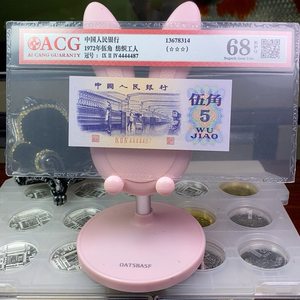 ACG
AI CANG GUARANTY
中国人民银行
1972年伍角 纺织工人
冠号：IX II IV 4444487
13678314
(☆☆☆)
68
中国人民银行
IX II IV 4444487
伍角
5
WU
JIAO
OATSBASF